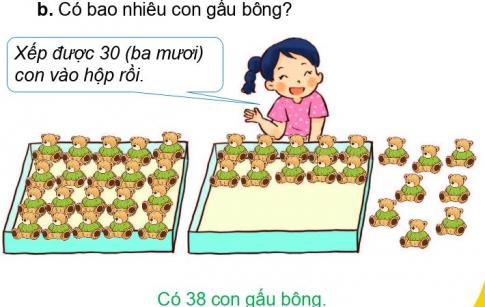 b. Có bao nhiêu con gấu bông?
Xếp được 30 (ba mươi)
con vào hộp rồi.
Có 38 con gấu bông.